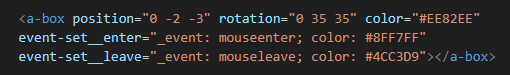 <a-box position="0 -2 -3" rotation="0 35 35" color="#EE82EE"
event-set__enter="_event: mouseenter; color: #8FF7FF"
event-set__leave="_event: mouseleave; color: #4CC3D9"></a-box>